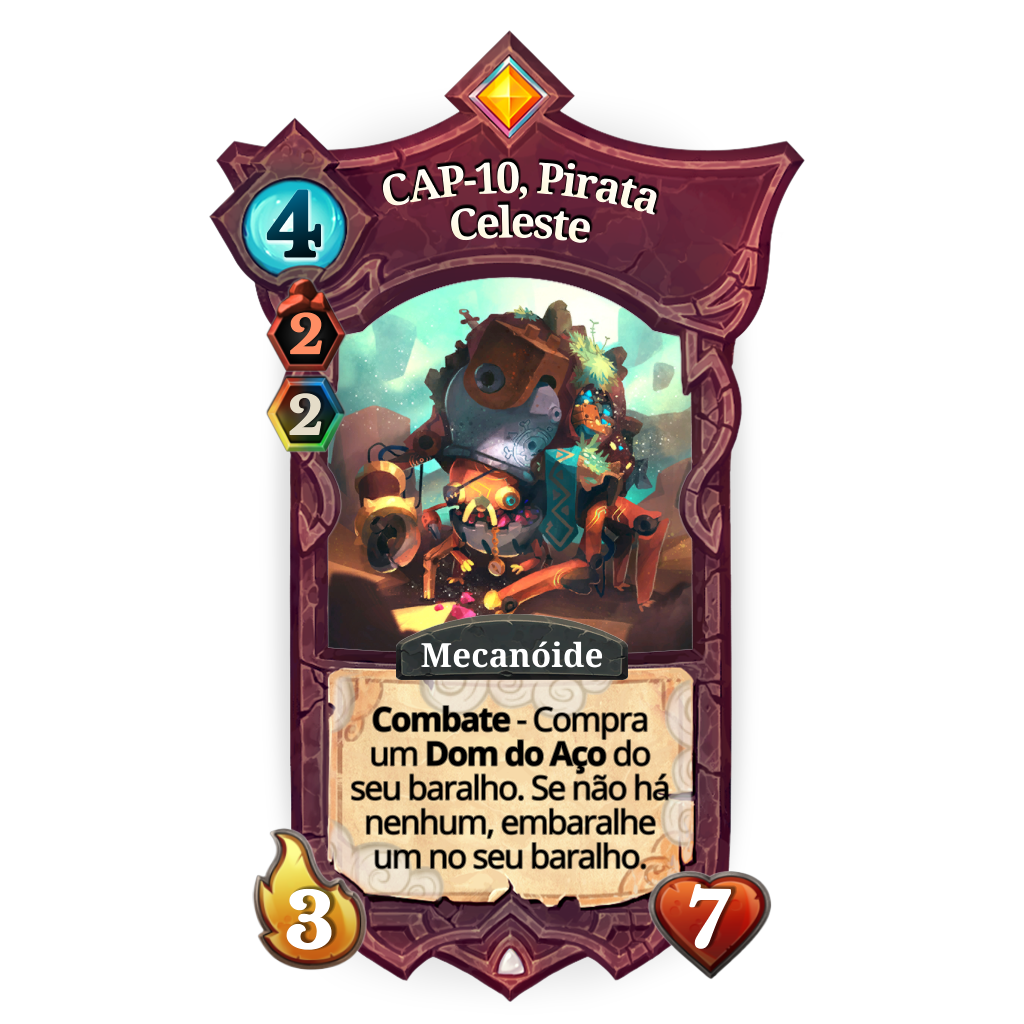 CAP-10, Pirata
Celeste
4
2
2
Mecanóide
Combate - Compra
um Dom do Aço do
seu baralho. Se não há
nenhum, embaralhe
um no seu baralho.
3
7